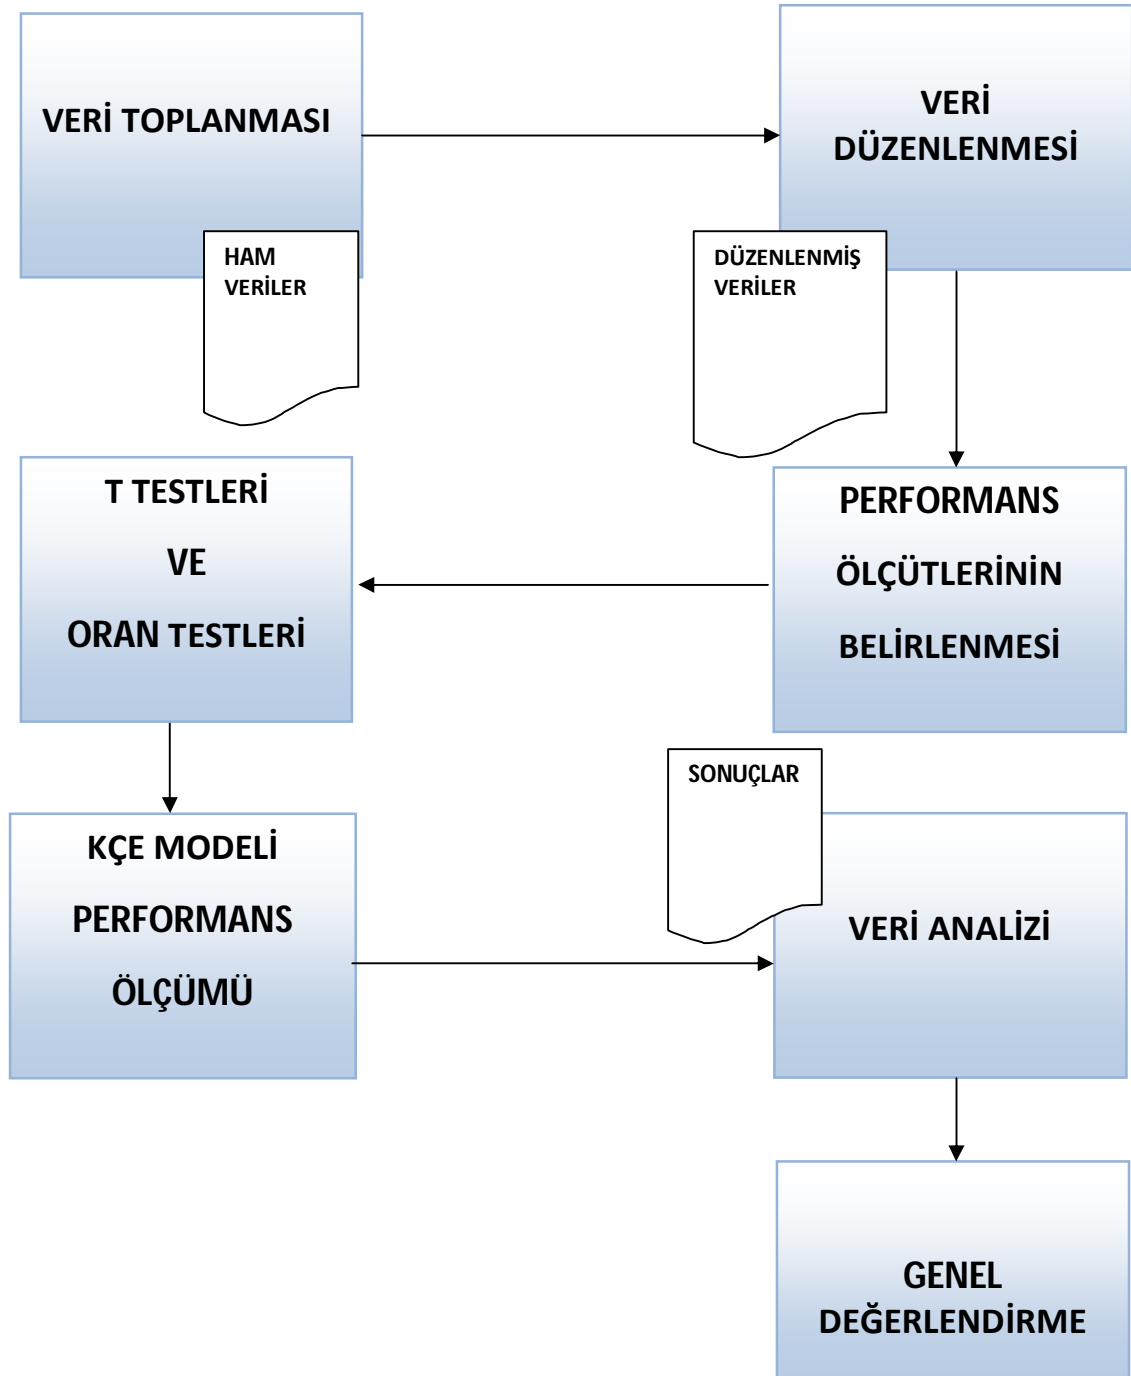 VERİ TOPLANMASI
HAM
VERİLER
VERİ
DÜZENLENMESİ
DÜZENLENMİŞ
VERİLER
PERFORMANS
ÖLÇÜTLERİNİN
BELİRLENMESİ
T TESTLERİ
VE
ORAN TESTLERİ
KÇE MODELİ
PERFORMANS
ÖLÇÜMÜ
SONUÇLAR
VERİ ANALİZİ
GENEL
DEĞERLENDİRME